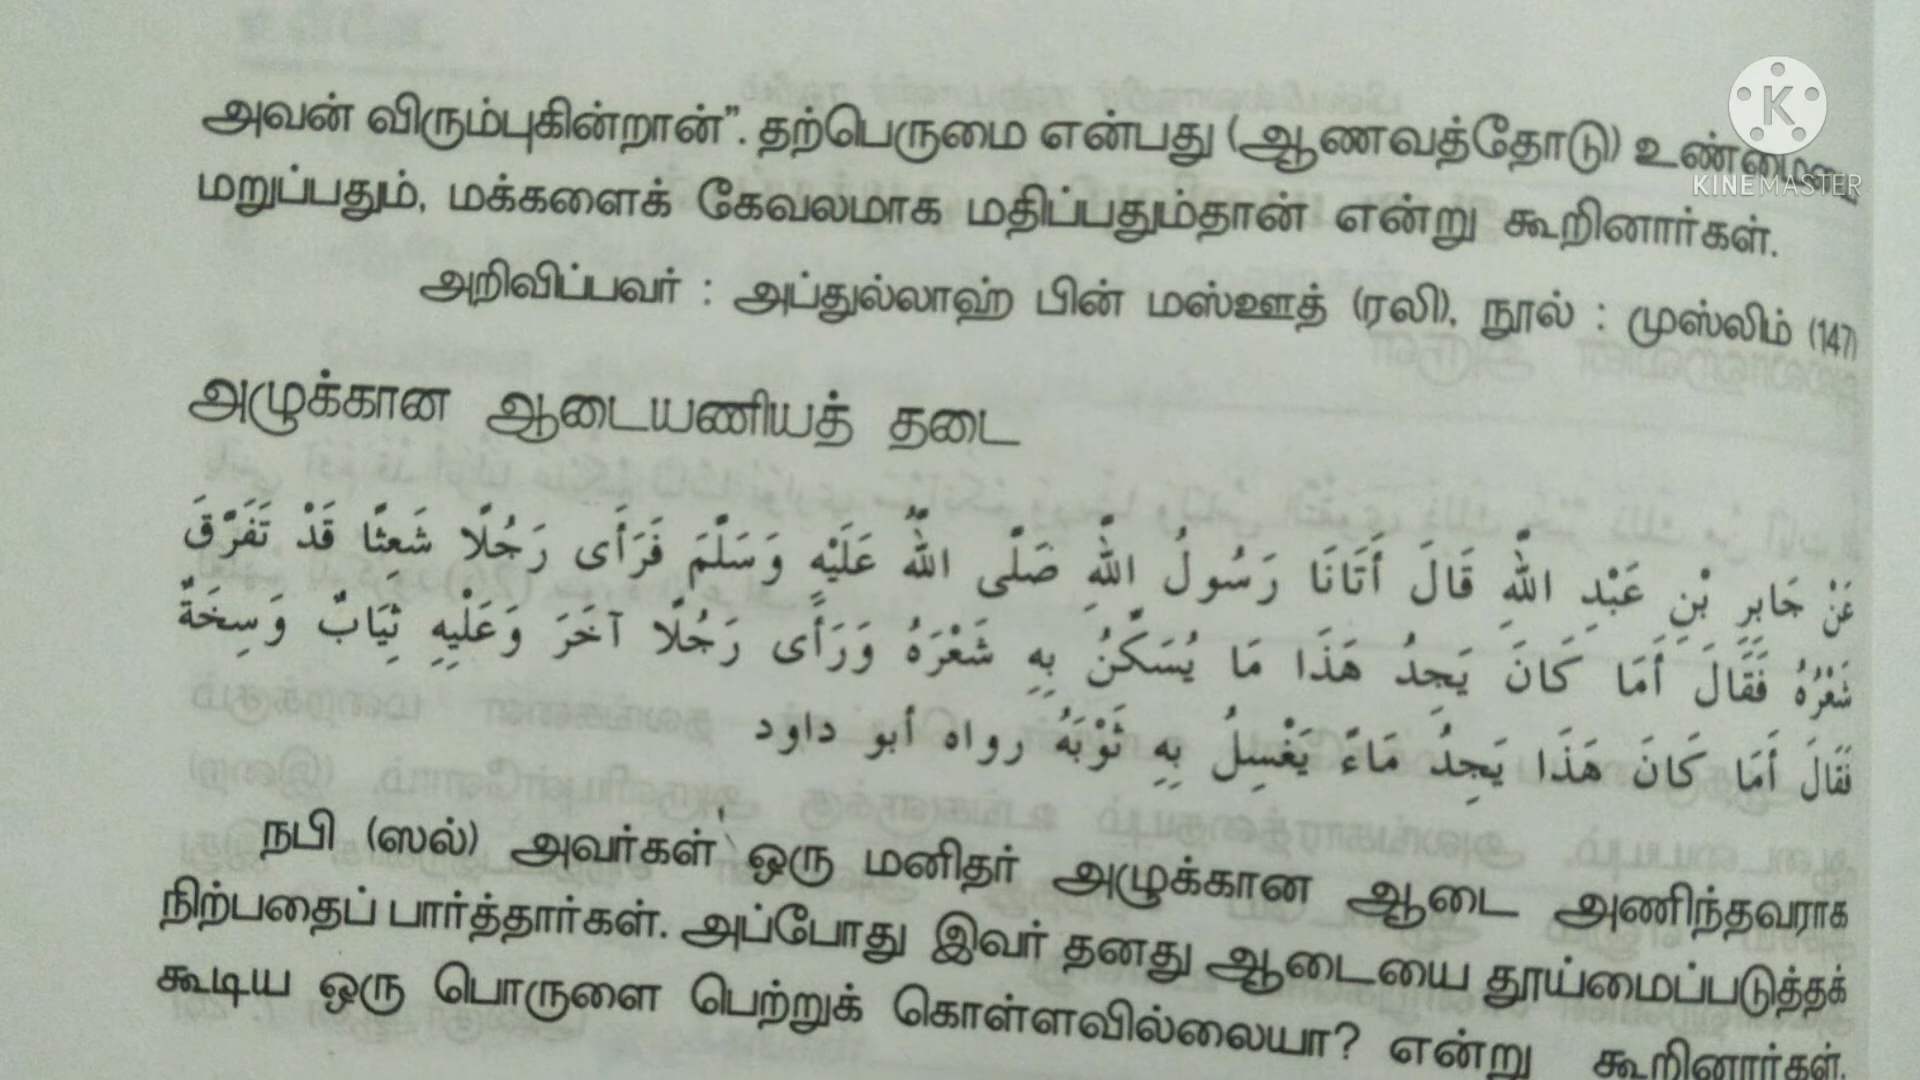 அவன் விரும்புகின்றான்". தற்பெருமை என்பது (ஆணவத்தோடு) உண்மையை
மறுப்பதும், மக்களைக் கேவலமாக மதிப்பதும்தான் என்று கூறினார்கள்.
அறிவிப்பவர் : அப்துல்லாஹ் பின் மஸ்ஊத் (ரலி), நூல் : முஸ்லிம் (147)
அழுக்கான ஆடையணியத் தடை
عَنْ جَابِرِ بْنِ عَبْدِ اللَّهِ قَالَ أَتَانَا رَسُولُ اللَّهِ صَلَّى اللَّهُ عَلَيْهِ وَسَلَّمَ فَرَأَى رَجُلًا شَعِثًا قَدْ تَفَرَّقَ
شَعْرُهُ فَقَالَ أَمَا كَانَ يَجِدُ هَذَا مَا يُسَكِّنُ بِهِ شَعْرَهُ وَرَأَى رَجُلًا آخَرَ وَعَلَيْهِ ثِيَابٌ وَسِخَةٌ
فَقَالَ أَمَا كَانَ هَذَا يَجِدُ مَاءً يَغْسِلُ بِهِ ثَوْبَهُ رواه أبو داود
நபி (ஸல்) அவர்கள் ஒரு மனிதர் அழுக்கான ஆடை அணிந்தவராக
நிற்பதைப் பார்த்தார்கள். அப்போது இவர் தனது ஆடையை தூய்மைப்படுத்தக்
கூடிய ஒரு பொருளை பெற்றுக் கொள்ளவில்லையா? என்று கூறினார்கள்.
K
KINEMASTER